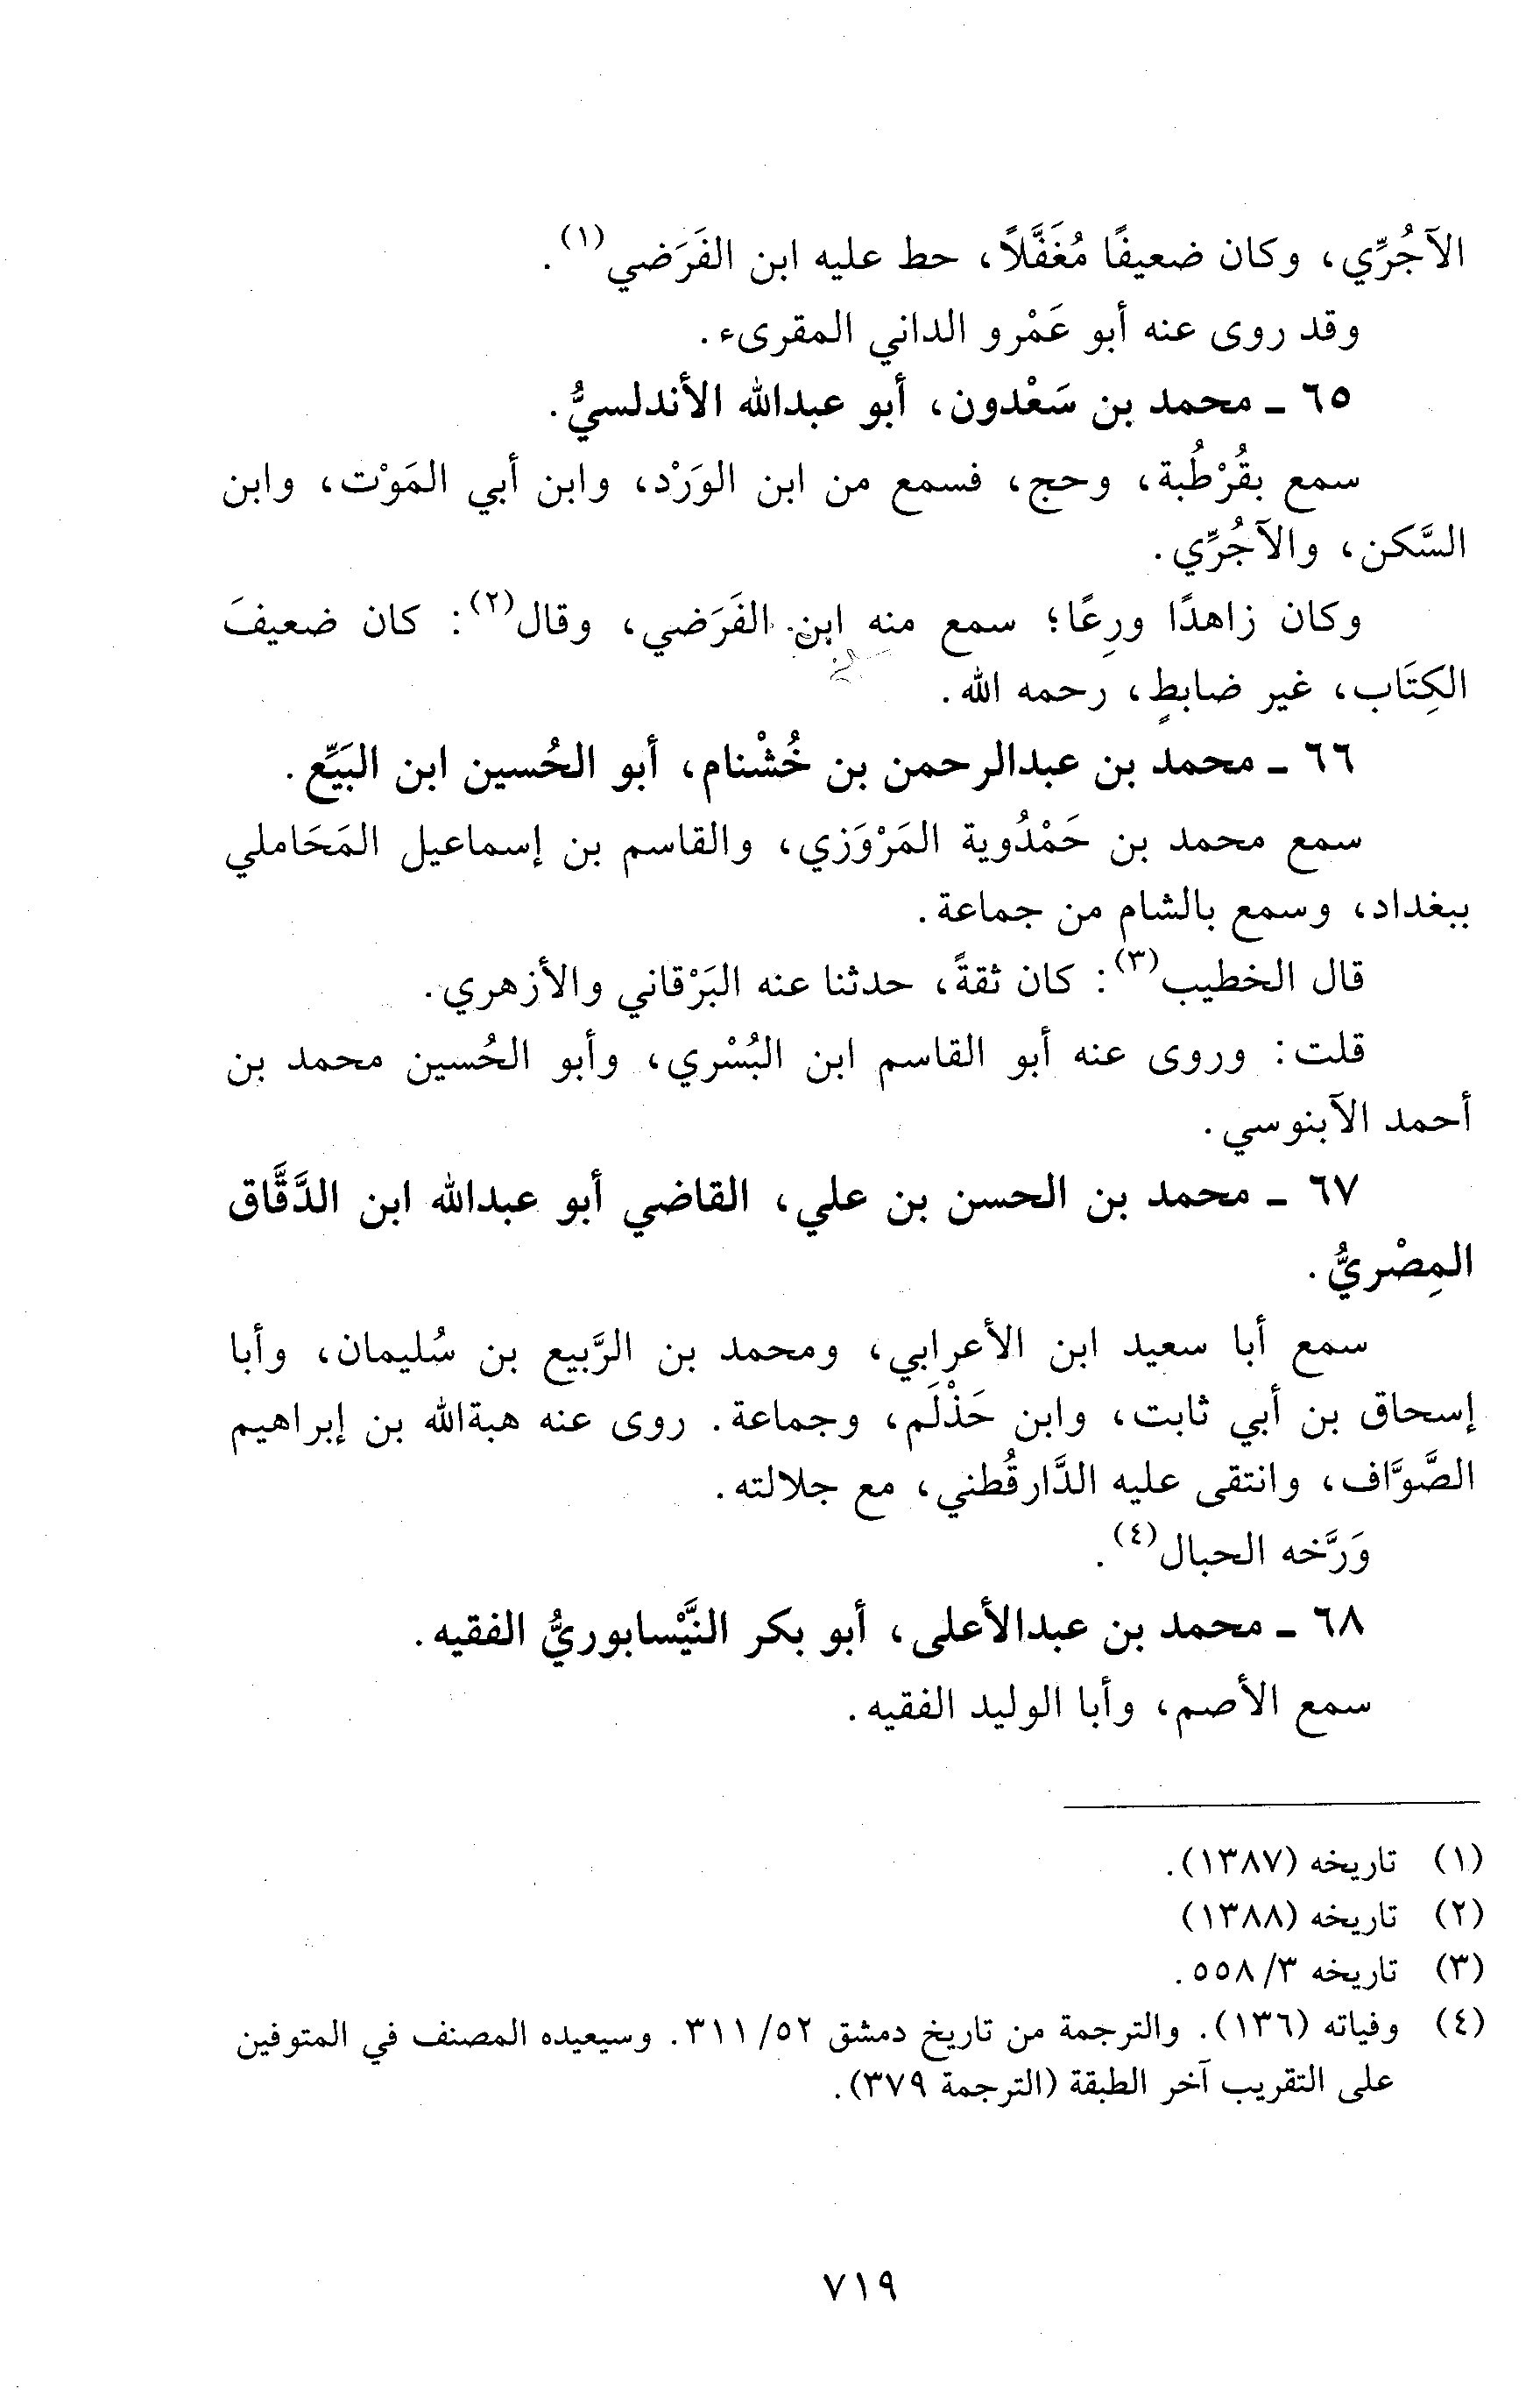 الآجُرِّي، وكان ضعيفًا مُغَفَّلاً، حط عليه ابن الفَرَضي(١).
وقد روى عنه أبو عَمْرو الداني المقرىء.
٦٥ - محمد بن سَعْدون، أبو عبدالله الأندلسيُّ.
سمع بقُرْطُبة، وحج، فسمع من ابن الوَرْد، وابن أبي المَوْت، وابن
السَّكن، والآجُرِّي.
وكان زاهدًا ورِعًا؛ سمع منه ابن الفَرَضي، وقال(٢): كان ضعيفَ
الكِتَاب، غير ضابطٍ، رحمه الله.
٦٦ - محمد بن عبدالرحمن بن خُشْنام، أبو الحُسين ابن البَيِّع.
سمع محمد بن حَمْدُوية المَرْوَزي، والقاسم بن إسماعيل المَحَاملي
ببغداد، وسمع بالشام من جماعة.
قال الخطيب(٣): كان ثقةً، حدثنا عنه البَرْقاني والأزهري.
قلت: وروى عنه أبو القاسم ابن البُسْري، وأبو الحُسين محمد بن
أحمد الآبنوسي.
٦٧ - محمد بن الحسن بن علي، القاضي أبو عبدالله ابن الدَّقَّاق
المِصْريُّ.
سمع أبا سعيد ابن الأعرابي، ومحمد بن الرَّبيع بن سُليمان، وأبا
إسحاق بن أبي ثابت، وابن حَذْلَم، وجماعة. روى عنه هبةالله بن إبراهيم
الصَّوَّاف، وانتقى عليه الدَّارقُطني، مع جلالته.
وَرَّخه الحبال(٤).
٦٨ - محمد بن عبدالأعلى، أبو بكر النَّيْسابوريُّ الفقيه.
سمع الأصم، وأبا الوليد الفقيه.
(١) تاريخه (١٣٨٧).
(٢) تاريخه (١٣٨٨)
(٣) تاريخه ٣/ ٥٥٨.
(٤) وفياته (١٣٦). والترجمة من تاريخ دمشق ٥٢/ ٣١١. وسيعيده المصنف في المتوفين
على التقريب آخر الطبقة (الترجمة ٣٧٩).
٧١٩